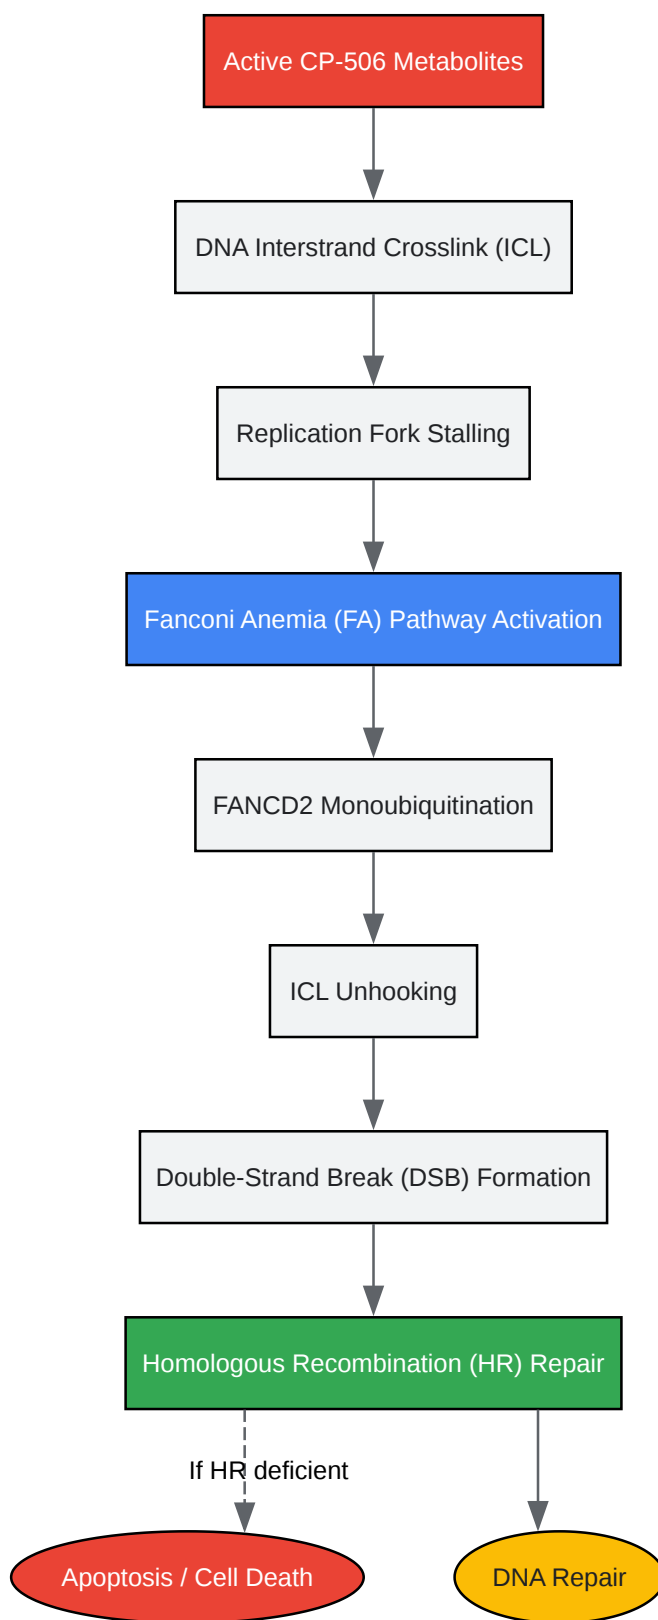 Active CP-506 Metabolites
DNA Interstrand Crosslink (ICL)
Replication Fork Stalling
Fanconi Anemia (FA) Pathway Activation
FANCD2 Monoubiquitination
ICL Unhooking
Double-Strand Break (DSB) Formation
Homologous Recombination (HR) Repair
If HR deficient
Apoptosis / Cell Death
DNA Repair